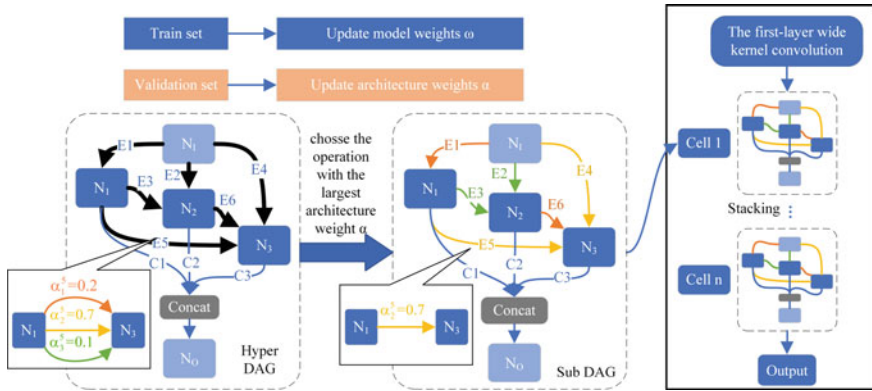 Train set
Update model weights ω
Validation set
Update architecture weights α
E1
Ni
N1
E3
E2
E4
E6
N2
E5
N3
C1
C2
C3
Concat
NO
Hyper
DAG
α₁⁵=0.2
N1
α₂⁵=0.7
N3
α₃⁵=0.1
chosse the
operation
with the
largest
architecture
weight α
E1
Ni
E2
E4
N1
E3
N2
E6
E5
N3
C1
C2
C3
Concat
NO
Sub DAG
α₂⁵=0.7
N1
N3
The first-layer wide
kernel convolution
Cell 1
Stacking
Cell n
Output